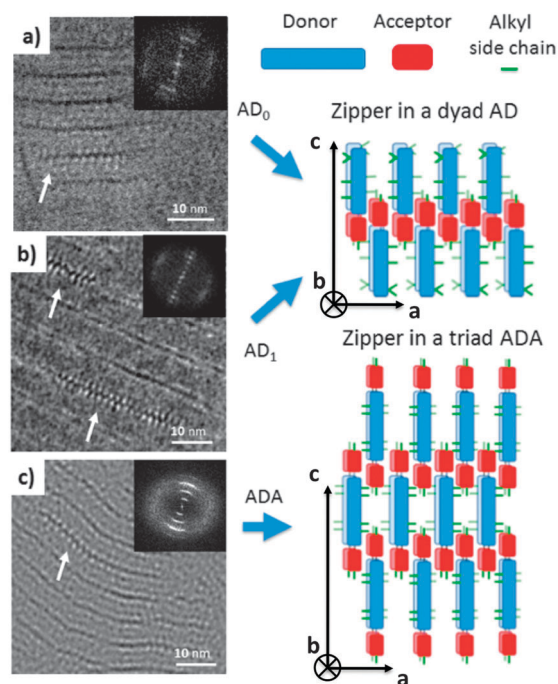 Donor
Acceptor
Alkyl
side chain
a)
10 nm
AD₀
Zipper in a dyad AD
c
b
a
b)
10 nm
AD₁
Zipper in a triad ADA
c)
10 nm
ADA
c
b
a